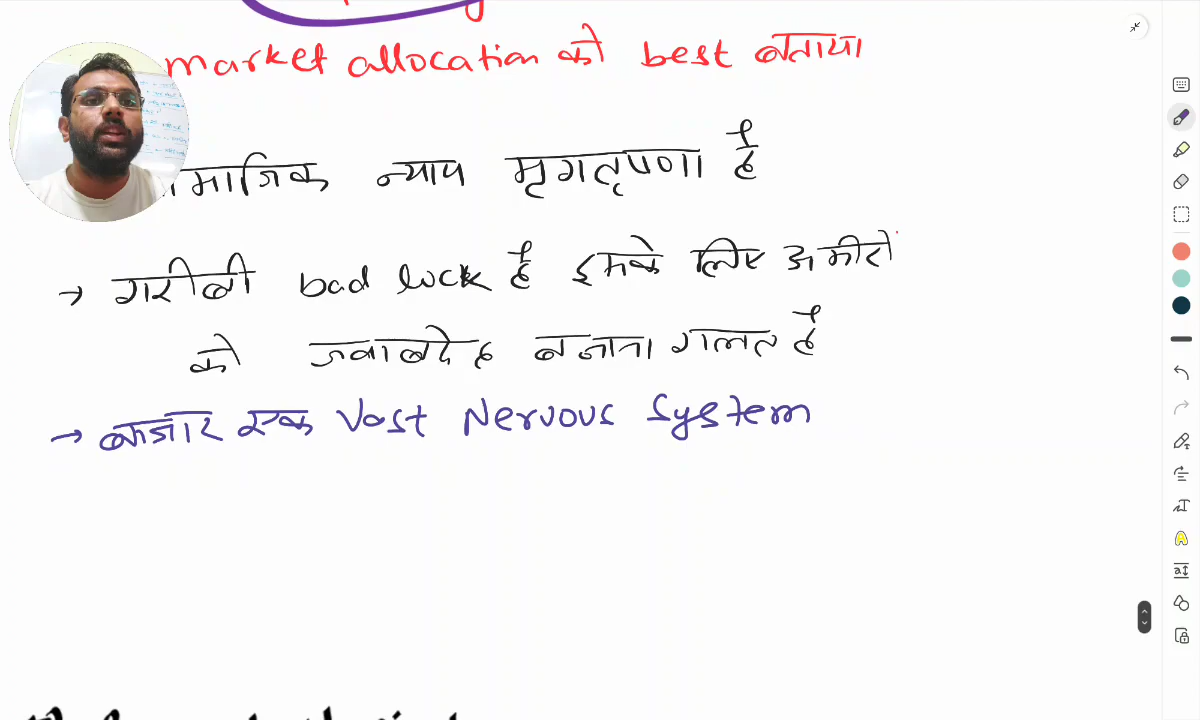 market allocation को best बताया
सामाजिक न्याय मृगतृष्णा है
→ गरीबी bad luck है इसके लिए अमीरो
को जवाबदेह बनाना गलत है
→ बाजार एक Vast Nervous System